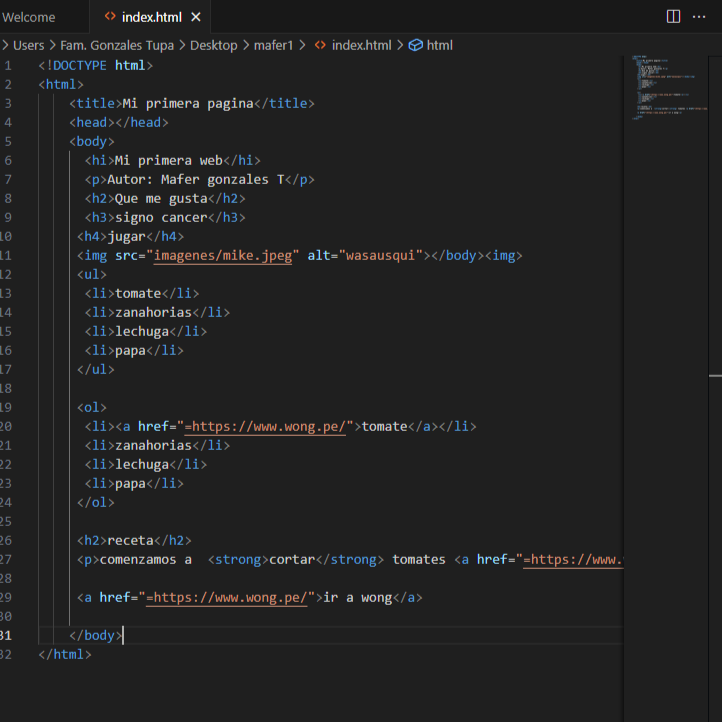 Welcome
<> index.html ×
> Users > Fam. Gonzales Tupa > Desktop > mafer1 > <> index.html > html
1 <!DOCTYPE html>
2 <html>
3 <title>Mi primera pagina</title>
4 <head></head>
5 <body>
6 <hi>Mi primera web</hi>
7 <p>Autor: Mafer gonzales T</p>
8 <h2>Que me gusta</h2>
9 <h3>signo cancer</h3>
10 <h4>jugar</h4>
11 <img src="imagenes/mike.jpeg" alt="wasausqui"></body><img>
12 <ul>
13 <li>tomate</li>
14 <li>zanahorias</li>
15 <li>lechuga</li>
16 <li>papa</li>
17 </ul>
18
19 <ol>
20 <li><a href="=https://www.wong.pe/">tomate</a></li>
21 <li>zanahorias</li>
22 <li>lechuga</li>
23 <li>papa</li>
24 </ol>
25
26 <h2>receta</h2>
27 <p>comenzamos a  <strong>cortar</strong> tomates <a href="=https://www.
28
29 <a href="=https://www.wong.pe/">ir a wong</a>
30
31 </body>
32 </html>